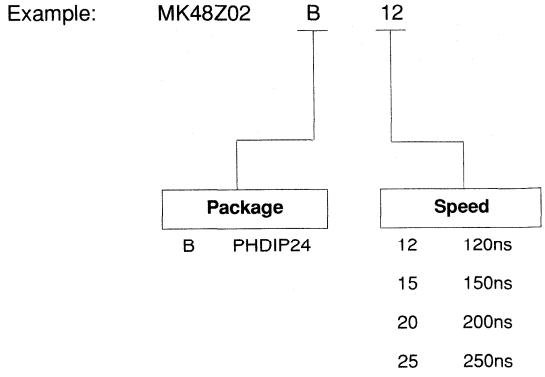 Example: MK48Z02 B 12
Package Speed
B PHDIP24 12 120ns
15 150ns
20 200ns
25 250ns